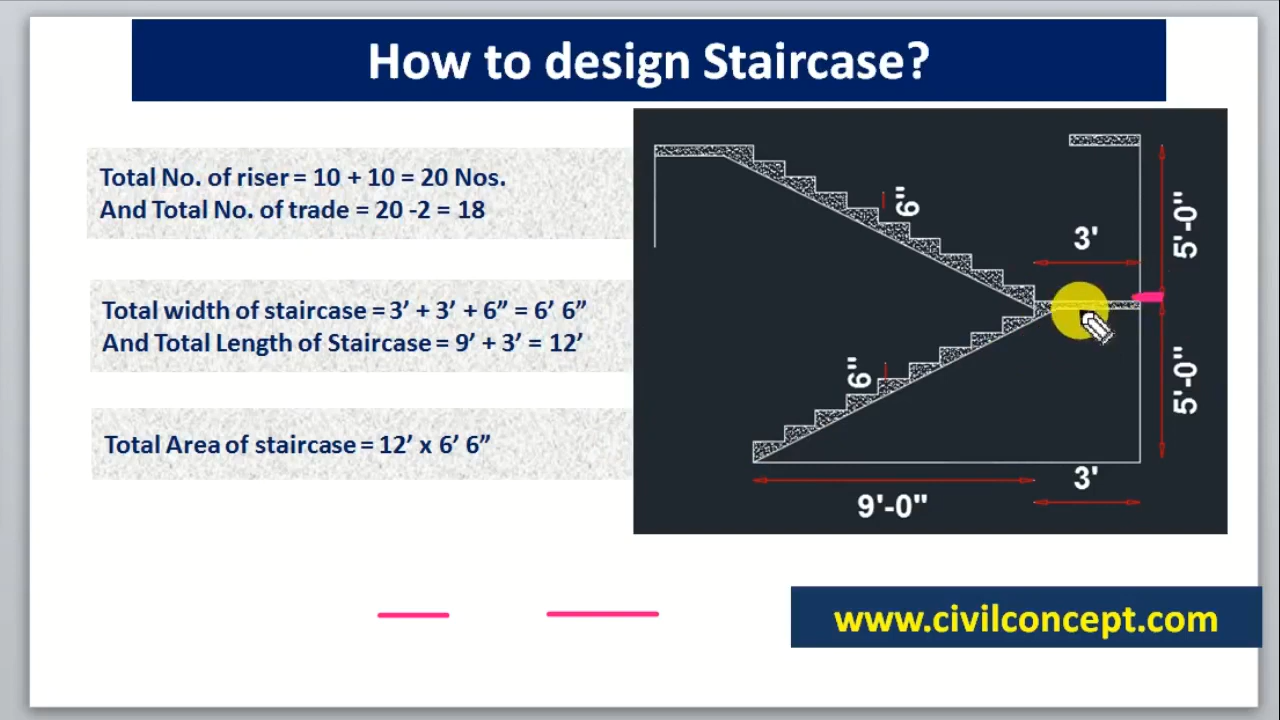 How to design Staircase?
Total No. of riser = 10 + 10 = 20 Nos.
And Total No. of trade = 20 -2 = 18
Total width of staircase = 3’ + 3’ + 6” = 6’ 6”
And Total Length of Staircase = 9’ + 3’ = 12’
Total Area of staircase = 12’ x 6’ 6”
6"
3'
5'-0"
6"
5'-0"
3'
9'-0"
www.civilconcept.com